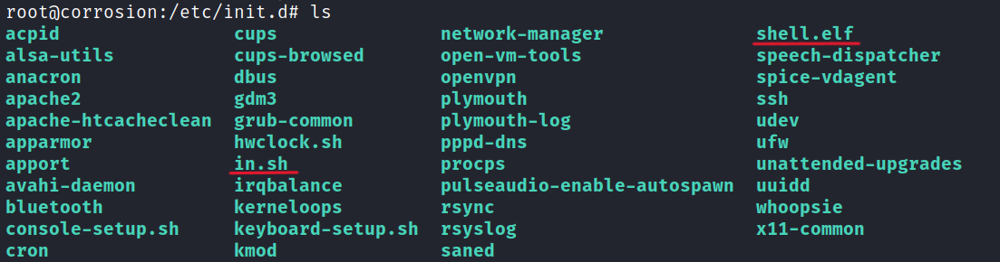 root@corrosion:/etc/init.d# ls
acpid cups network-manager shell.elf
alsa-utils cups-browsed open-vm-tools speech-dispatcher
anacron dbus openvpn spice-vdagent
apache2 gdm3 plymouth ssh
apache-htcacheclean grub-common plymouth-log udev
apparmor hwclock.sh pppd-dns ufw
apport in.sh procps unattended-upgrades
avahi-daemon irqbalance pulseaudio-enable-autospawn uuidd
bluetooth kerneloops rsync whoopsie
console-setup.sh keyboard-setup.sh rsyslog x11-common
cron kmod saned